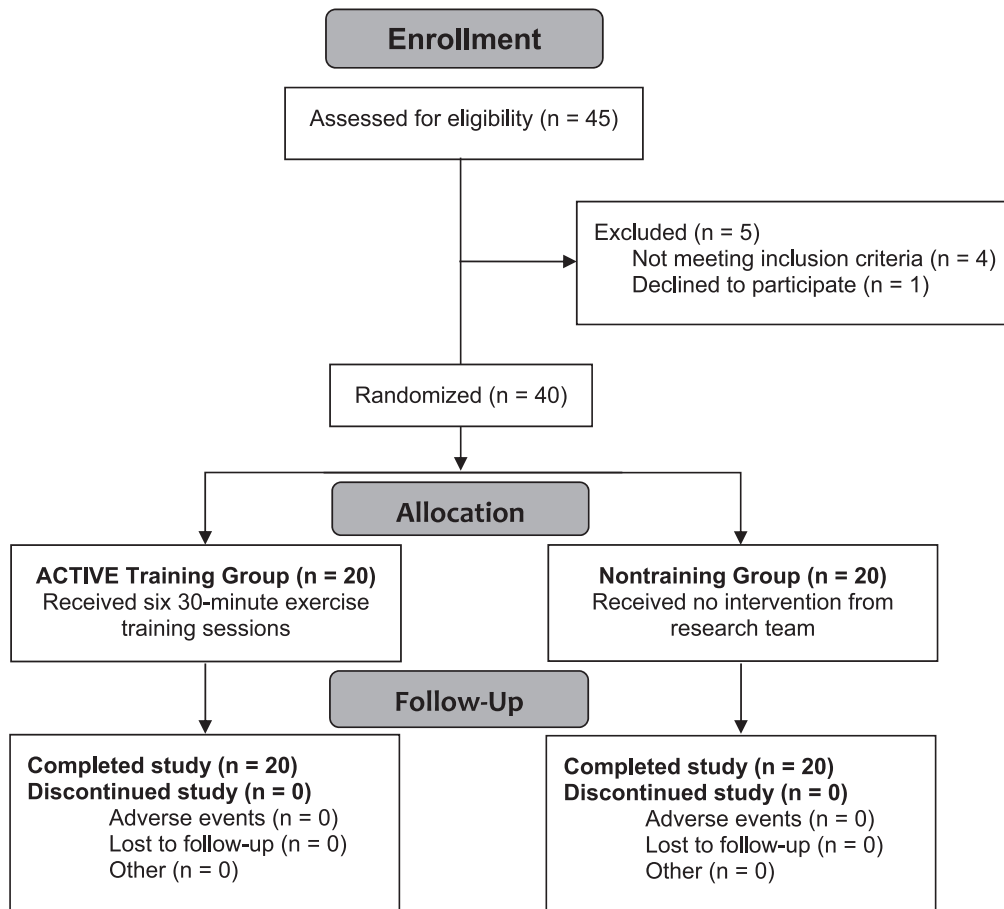 Enrollment
Assessed for eligibility (n = 45)
Excluded (n = 5)
Not meeting inclusion criteria (n = 4)
Declined to participate (n = 1)
Randomized (n = 40)
Allocation
ACTIVE Training Group (n = 20)
Received six 30-minute exercise
training sessions
Nontraining Group (n = 20)
Received no intervention from
research team
Follow-Up
Completed study (n = 20)
Discontinued study (n = 0)
Adverse events (n = 0)
Lost to follow-up (n = 0)
Other (n = 0)
Completed study (n = 20)
Discontinued study (n = 0)
Adverse events (n = 0)
Lost to follow-up (n = 0)
Other (n = 0)